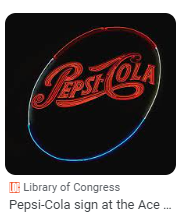 PEPSI-COLA
Library of Congress
Pepsi-Cola sign at the Ace ...